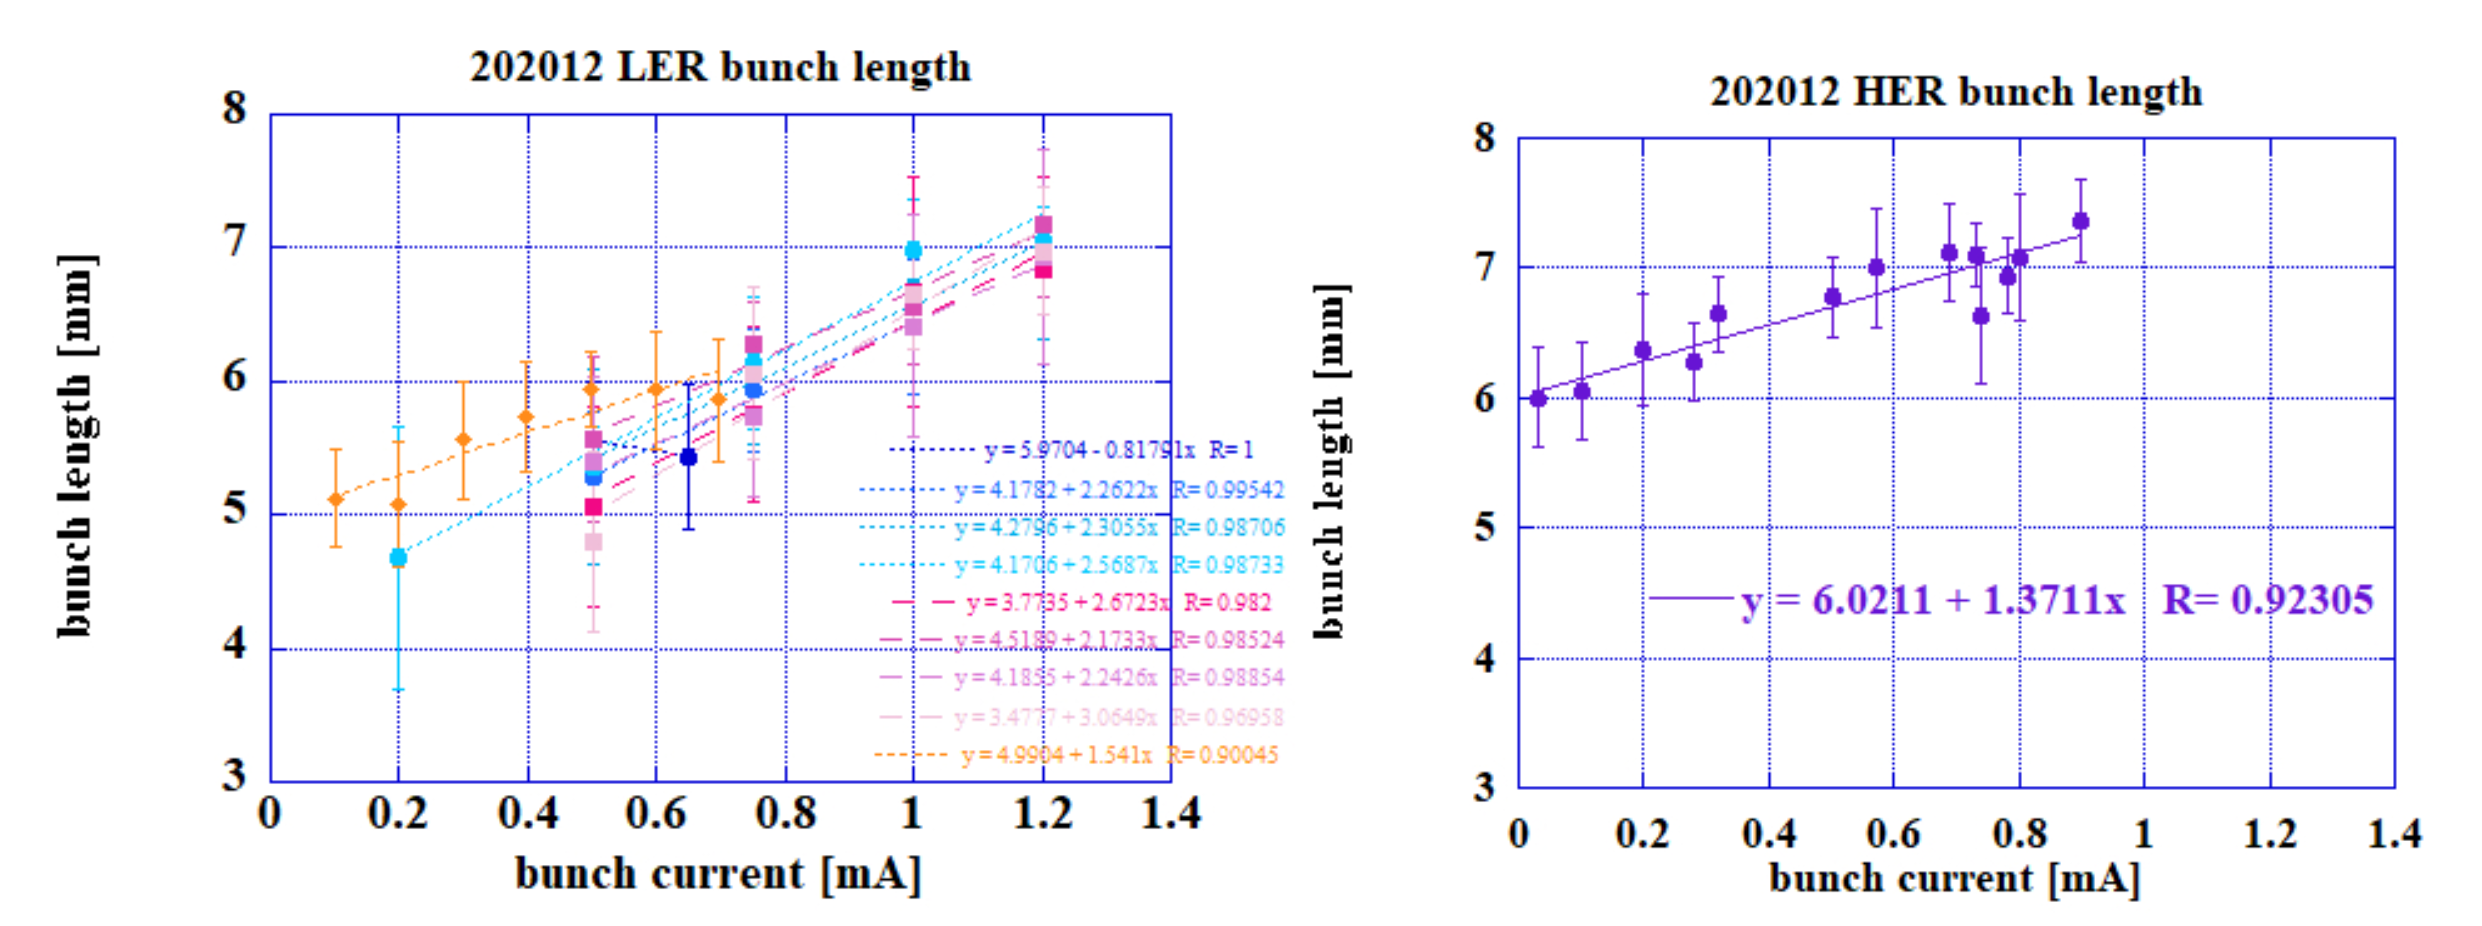 202012 LER bunch length
8
7
6
5
4
3
0 0.2 0.4 0.6 0.8 1 1.2 1.4
bunch current [mA]
bunch length [mm]
y = 5.9704 - 0.81791x R= 1
y = 4.1782 + 2.2622x R= 0.99542
y = 4.2796 + 2.3055x R= 0.98706
y = 4.1706 + 2.5687x R= 0.98733
y = 3.7735 + 2.6723x R= 0.982
y = 4.5189 + 2.1733x R= 0.98524
y = 4.1855 + 2.2426x R= 0.98854
y = 3.4777 + 3.0649x R= 0.96958
y = 4.9904 + 1.541x R= 0.90045
202012 HER bunch length
8
7
6
5
4
3
0 0.2 0.4 0.6 0.8 1 1.2 1.4
bunch current [mA]
bunch length [mm]
y = 6.0211 + 1.3711x R= 0.92305